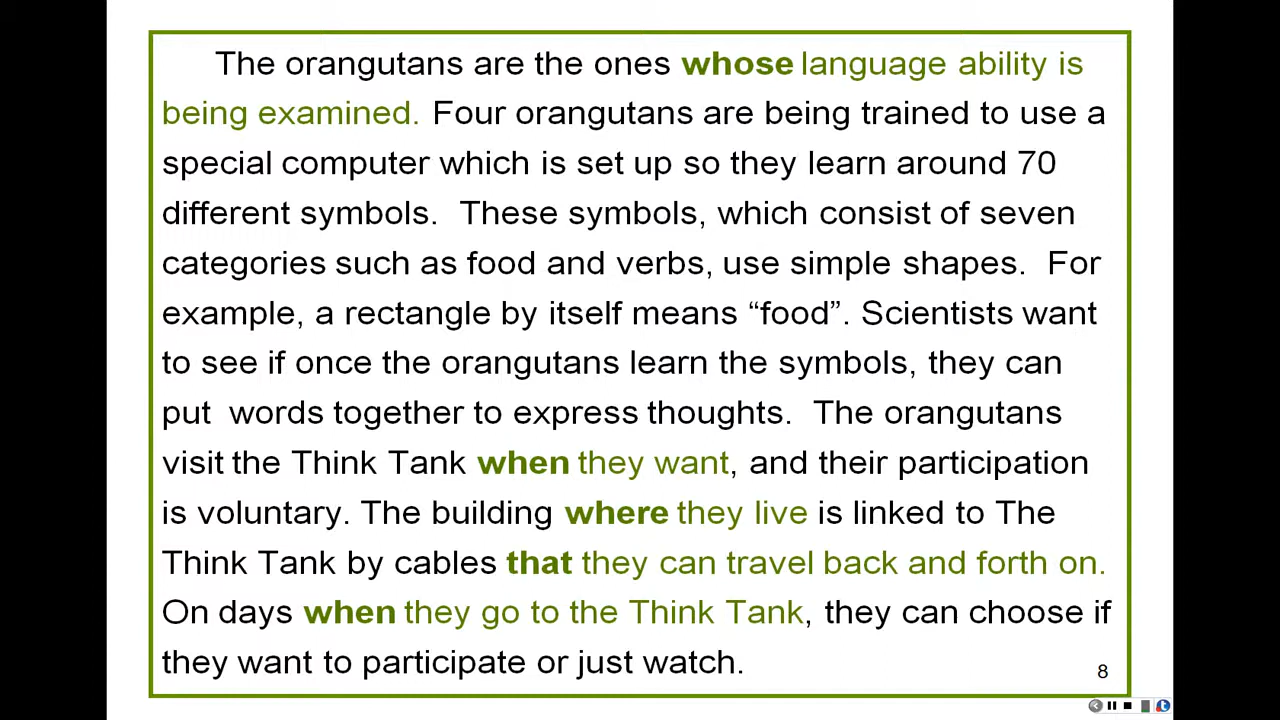 The orangutans are the ones whose language ability is
being examined. Four orangutans are being trained to use a
special computer which is set up so they learn around 70
different symbols.  These symbols, which consist of seven
categories such as food and verbs, use simple shapes.  For
example, a rectangle by itself means “food”. Scientists want
to see if once the orangutans learn the symbols, they can
put  words together to express thoughts.  The orangutans
visit the Think Tank when they want, and their participation
is voluntary. The building where they live is linked to The
Think Tank by cables that they can travel back and forth on.
On days when they go to the Think Tank, they can choose if
they want to participate or just watch.
8